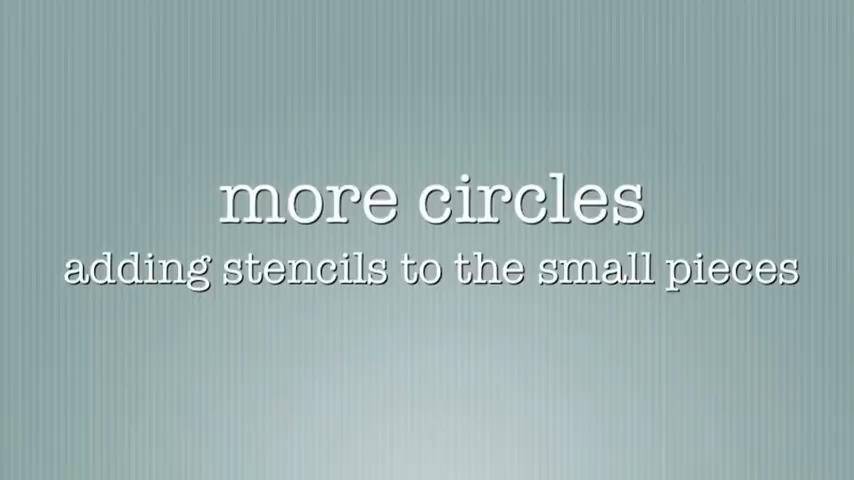 more circles
adding stencils to the small pieces